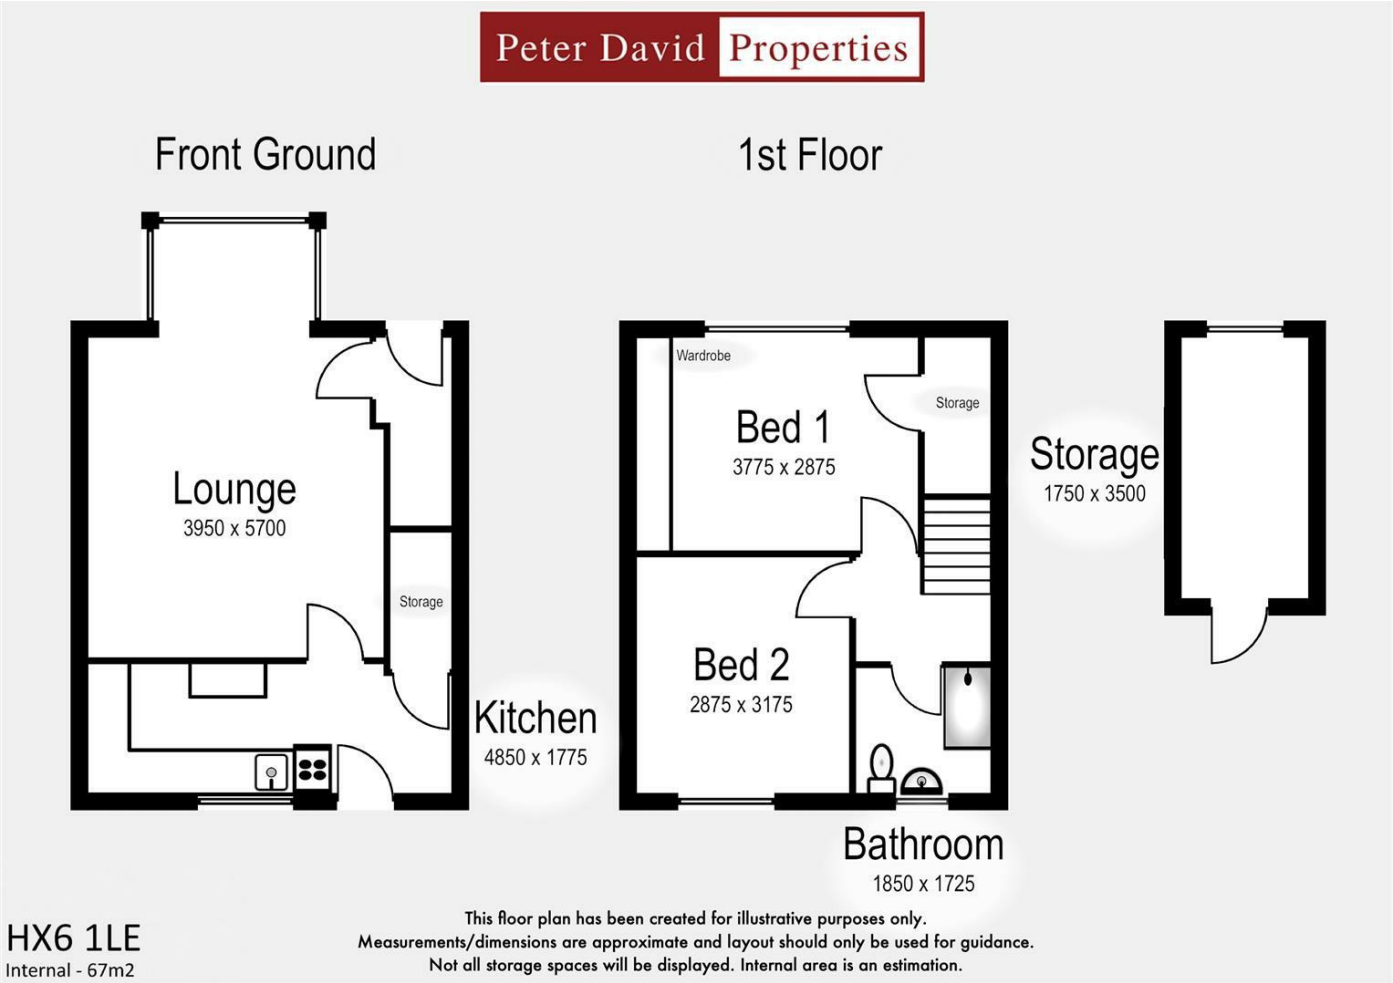 Peter David Properties
Front Ground
1st Floor
Wardrobe
Bed 1
3775 x 2875
Storage
Storage
1750 x 3500
Lounge
3950 x 5700
Storage
Bed 2
2875 x 3175
Kitchen
4850 x 1775
Bathroom
1850 x 1725
HX6 1LE
Internal - 67m2
This floor plan has been created for illustrative purposes only.
Measurements/dimensions are approximate and layout should only be used for guidance.
Not all storage spaces will be displayed. Internal area is an estimation.